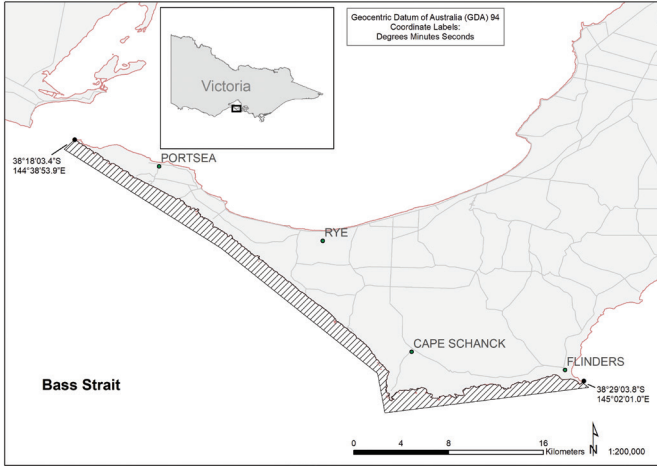 Geocentric Datum of Australia (GDA) 94
Coordinate Labels:
Degrees Minutes Seconds
Victoria
38°18'03.4"S
144°38'53.9"E
PORTSEA
RYE
CAPE SCHANCK
FLINDERS
38°29'03.8"S
145°02'01.0"E
Bass Strait
0 4 8 16
Kilometers N 1:200,000